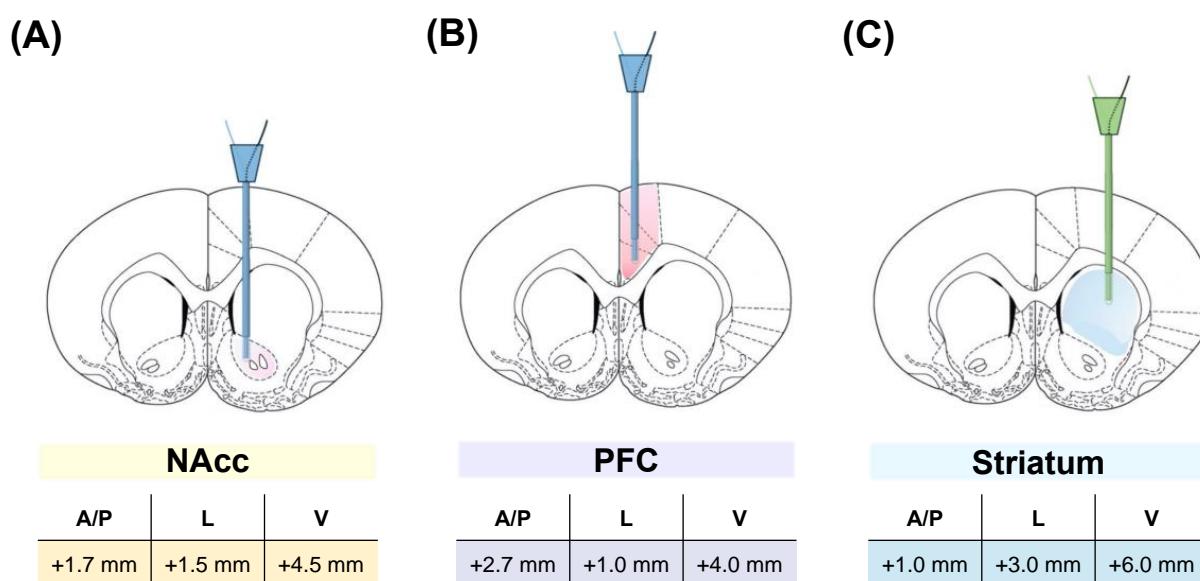 (A)
(B)
(C)
NAcc
A/P L V
+1.7 mm +1.5 mm +4.5 mm
PFC
A/P L V
+2.7 mm +1.0 mm +4.0 mm
Striatum
A/P L V
+1.0 mm +3.0 mm +6.0 mm